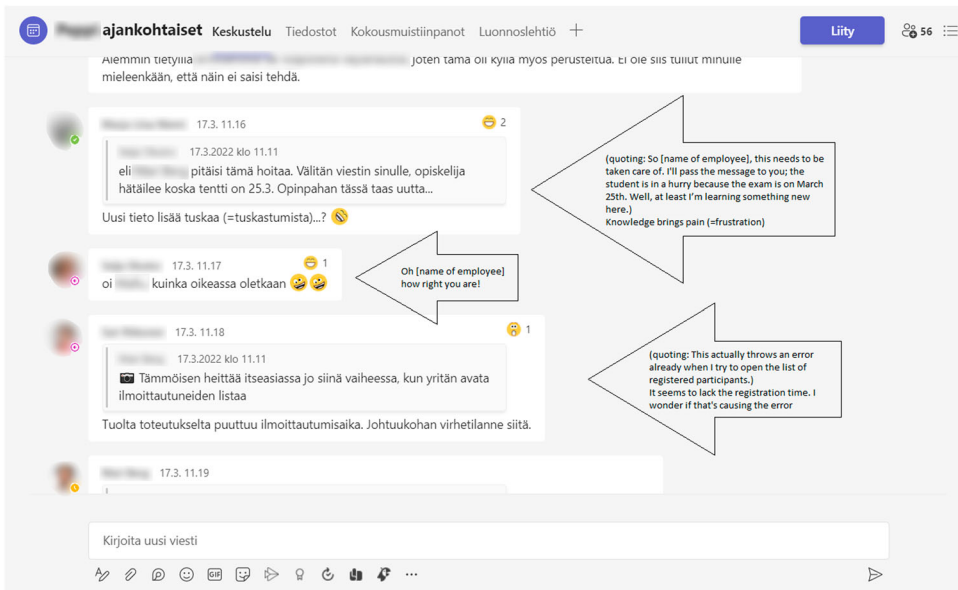 ajankohtaiset Keskustelu Tiedostot Kokousmuistiinpanot Luonnoslehtiö Liity 56
Aiemmin tietyillä joten tämä oli kyllä myös perusteltua. Ei ole siis tullut minulle
mieleenkään, että näin ei saisi tehdä.
17.3. 11.16 2
17.3.2022 klo 11.11
eli pitäisi tämä hoitaa. Välitän viestin sinulle, opiskelija
hätäilee koska tentti on 25.3. Opinpahan tässä taas uutta...
Uusi tieto lisää tuskaa (=tuskastumista)...?
(quoting: So [name of employee], this needs to be
taken care of. I'll pass the message to you; the
student is in a hurry because the exam is on March
25th. Well, at least I'm learning something new
here.)
Knowledge brings pain (=frustration)
17.3. 11.17 1
oi kuinka oikeassa oletkaan
Oh [name of employee]
how right you are!
17.3. 11.18 1
17.3.2022 klo 11.11
Tämmöisen heittää itseasiassa jo siinä vaiheessa, kun yritän avata
ilmoittautuneiden listaa
Tuolta toteutukselta puuttuu ilmoittautumisaika. Johtuukohan virhetilanne siitä.
(quoting: This actually throws an error
already when I try to open the list of
registered participants.)
It seems to lack the registration time. I
wonder if that's causing the error
17.3. 11.19
Kirjoita uusi viesti
GIF